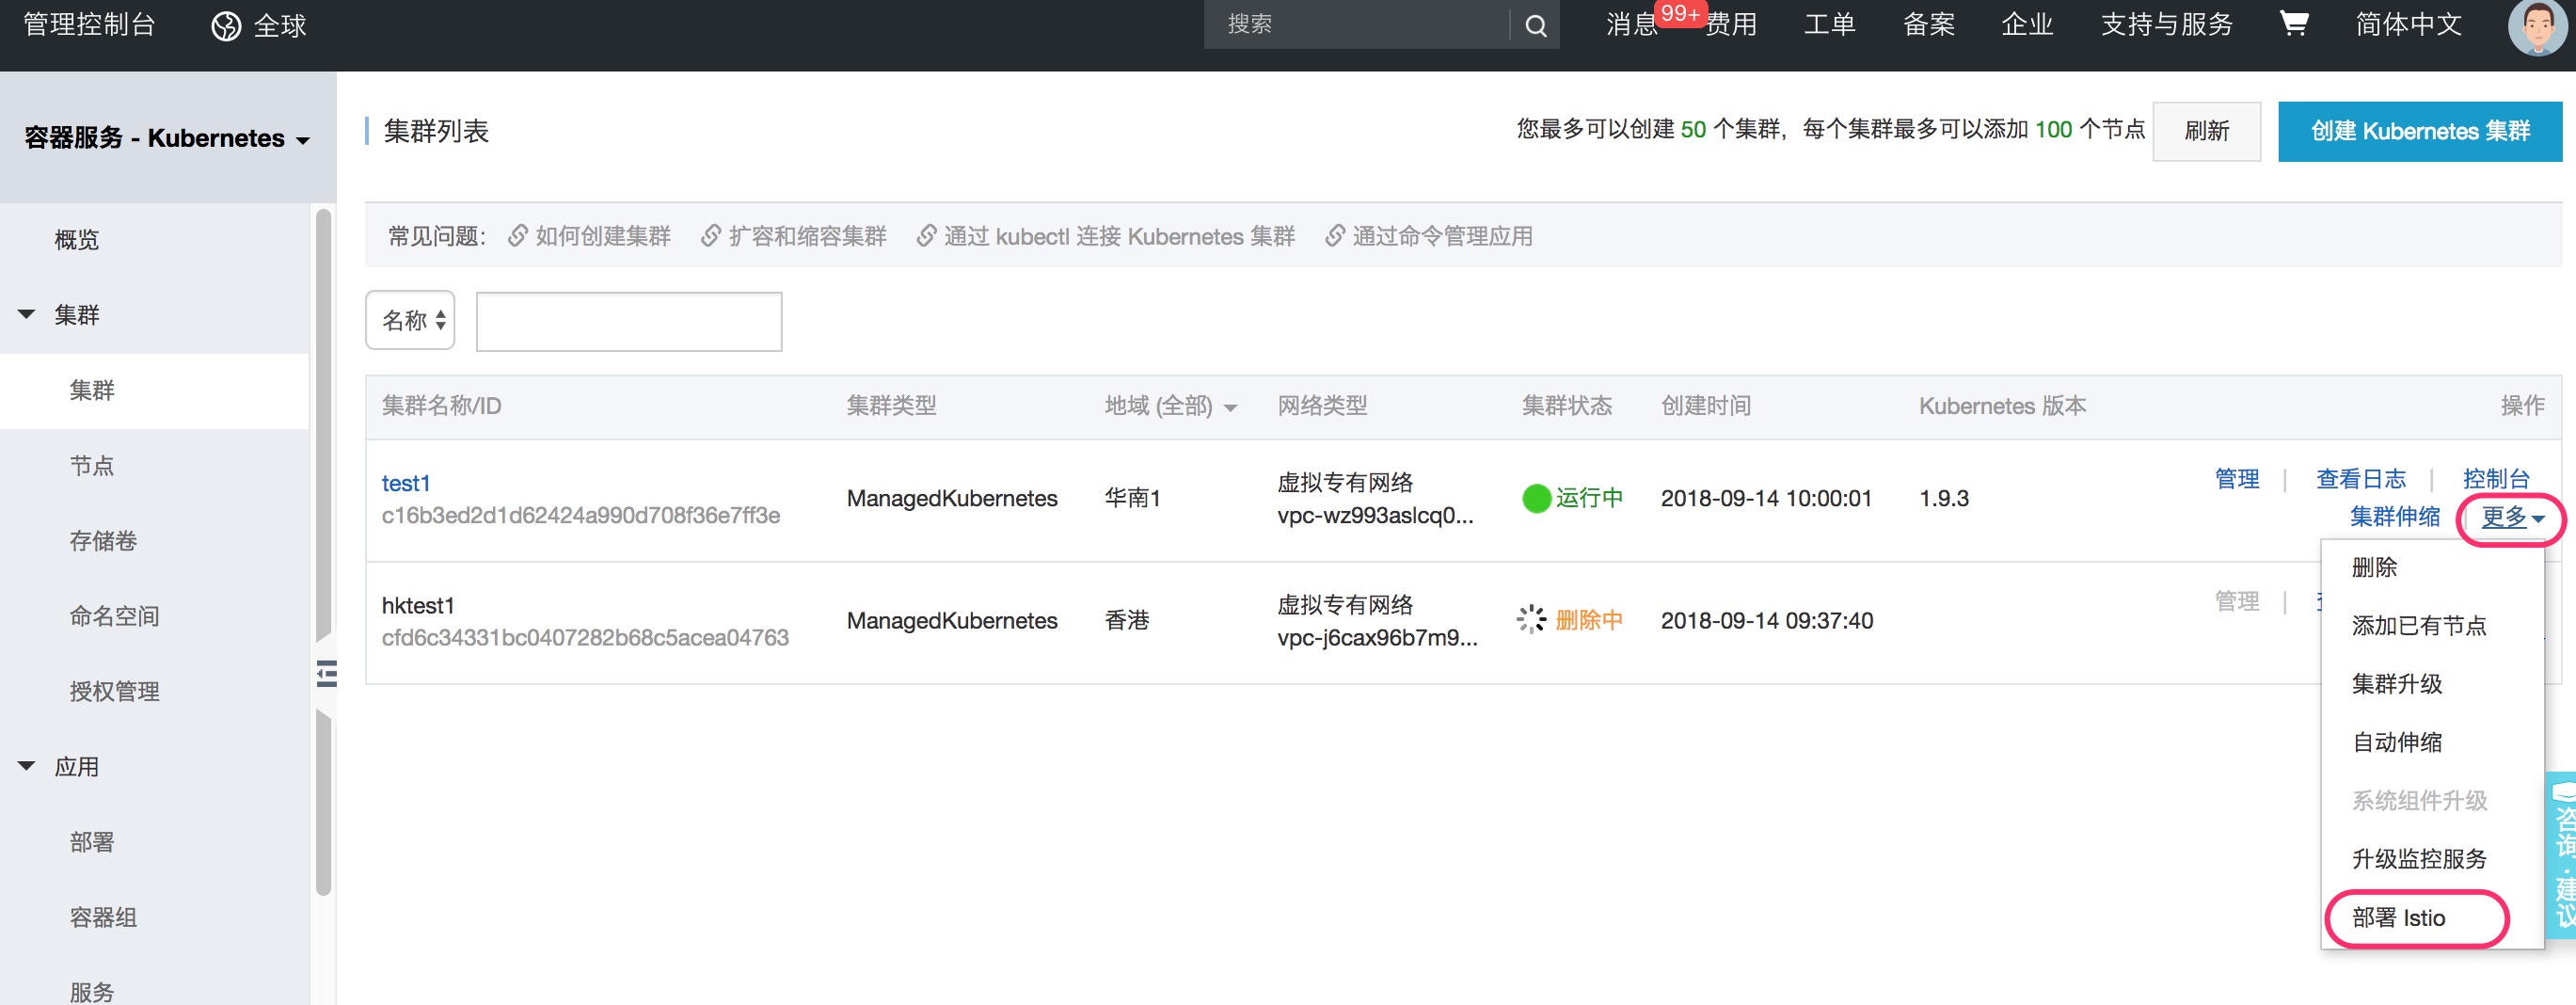 管理控制台 全球 搜索 消息 99+ 费用 工单 备案 企业 支持与服务 简体中文
容器服务 - Kubernetes
概览
集群
集群
节点
存储卷
命名空间
授权管理
应用
部署
容器组
服务
集群列表
您最多可以创建 50 个集群，每个集群最多可以添加 100 个节点 刷新 创建 Kubernetes 集群
常见问题： 如何创建集群 扩容和缩容集群 通过 kubectl 连接 Kubernetes 集群 通过命令管理应用
名称
集群名称/ID 集群类型 地域 (全部) 网络类型 集群状态 创建时间 Kubernetes 版本 操作
test1
c16b3ed2d1d62424a990d708f36e7ff3e
ManagedKubernetes 华南1
虚拟专有网络
vpc-wz993aslcq0...
运行中 2018-09-14 10:00:01 1.9.3
管理 | 查看日志 | 控制台
集群伸缩 | 更多
hktest1
cfd6c34331bc0407282b68c5acea04763
ManagedKubernetes 香港
虚拟专有网络
vpc-j6cax96b7m9...
删除中 2018-09-14 09:37:40
管理 |
删除
添加已有节点
集群升级
自动伸缩
系统组件升级
升级监控服务
部署 Istio
咨询·建议